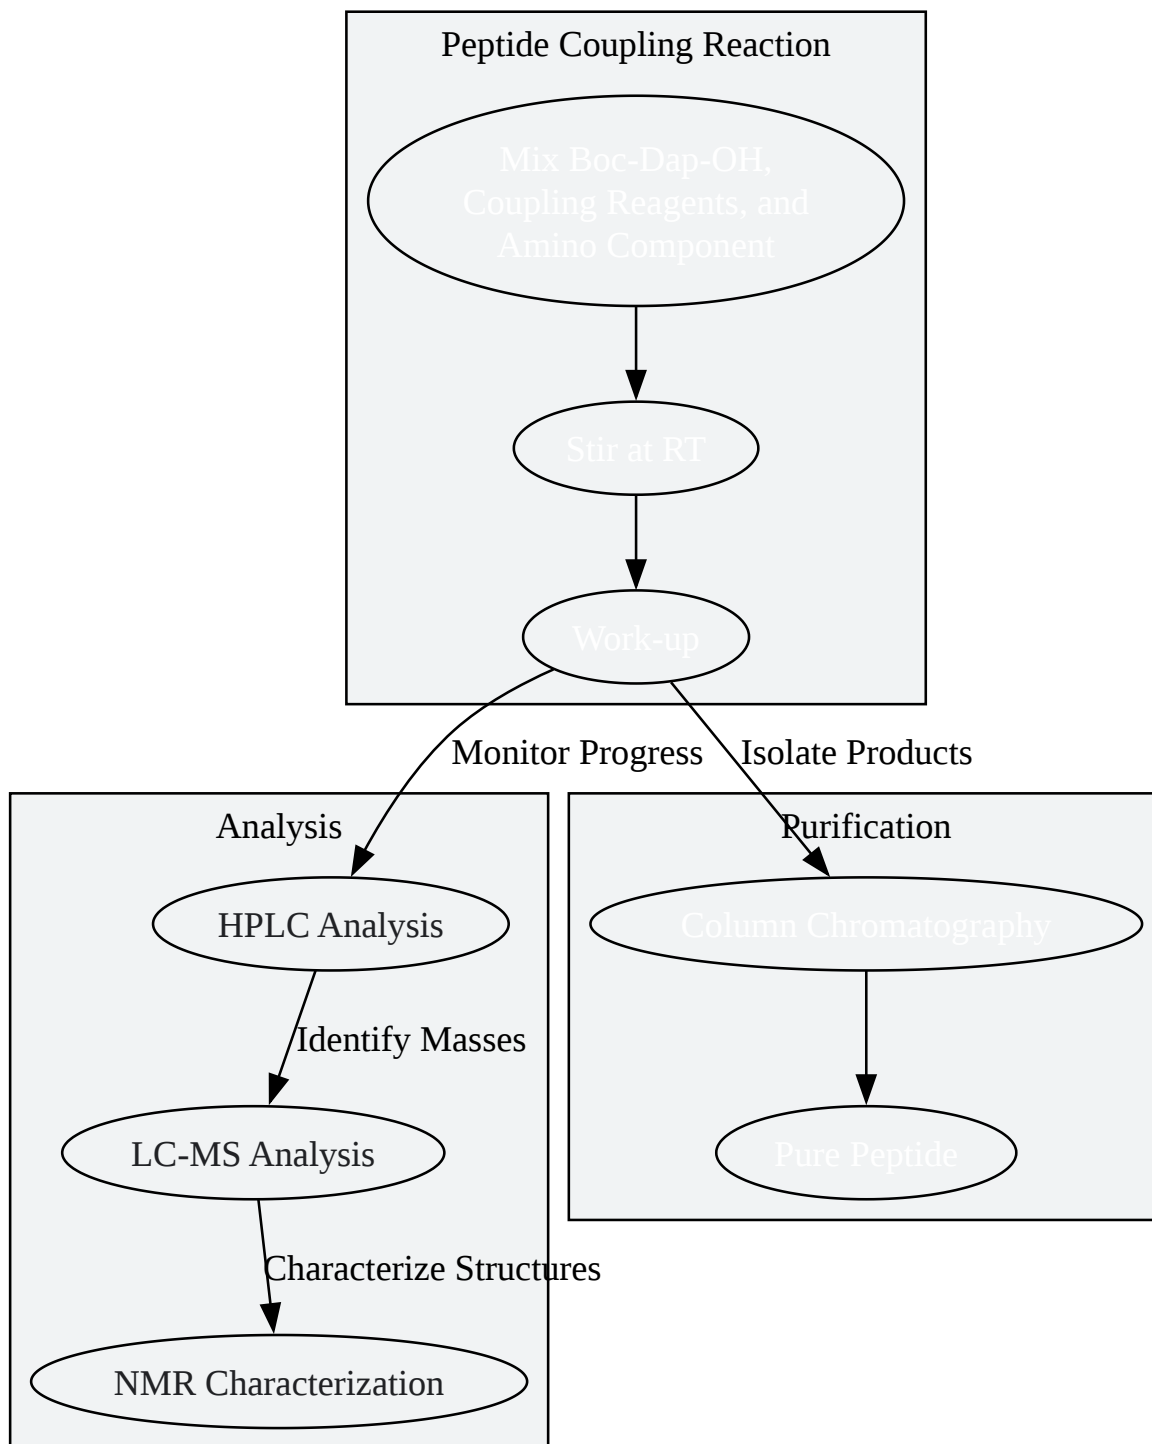 Peptide Coupling Reaction
Mix Boc-Dap-OH,
Coupling Reagents, and
Amino Component
Stir at RT
Work-up
Monitor Progress
Isolate Products
Analysis
Purification
HPLC Analysis
Column Chromatography
Identify Masses
LC-MS Analysis
Pure Peptide
Characterize Structures
NMR Characterization